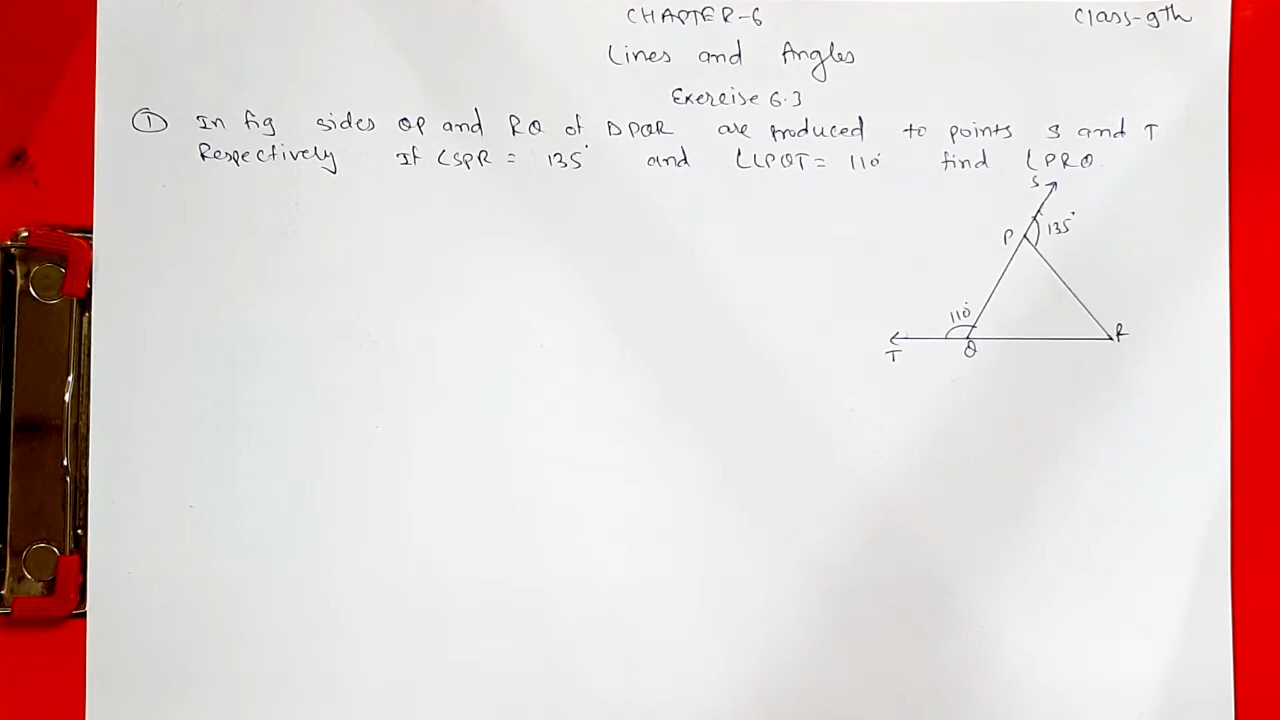 CHAPTER-6
Class-9th
Lines and Angles
Exercise 6.3
① In fig sides QP and RQ of ΔPQR are produced to points S and T
Respectively If ∠SPR = 135° and ∠∠PQT = 110° find ∠PRQ.
S
P 135°
110°
T Q R